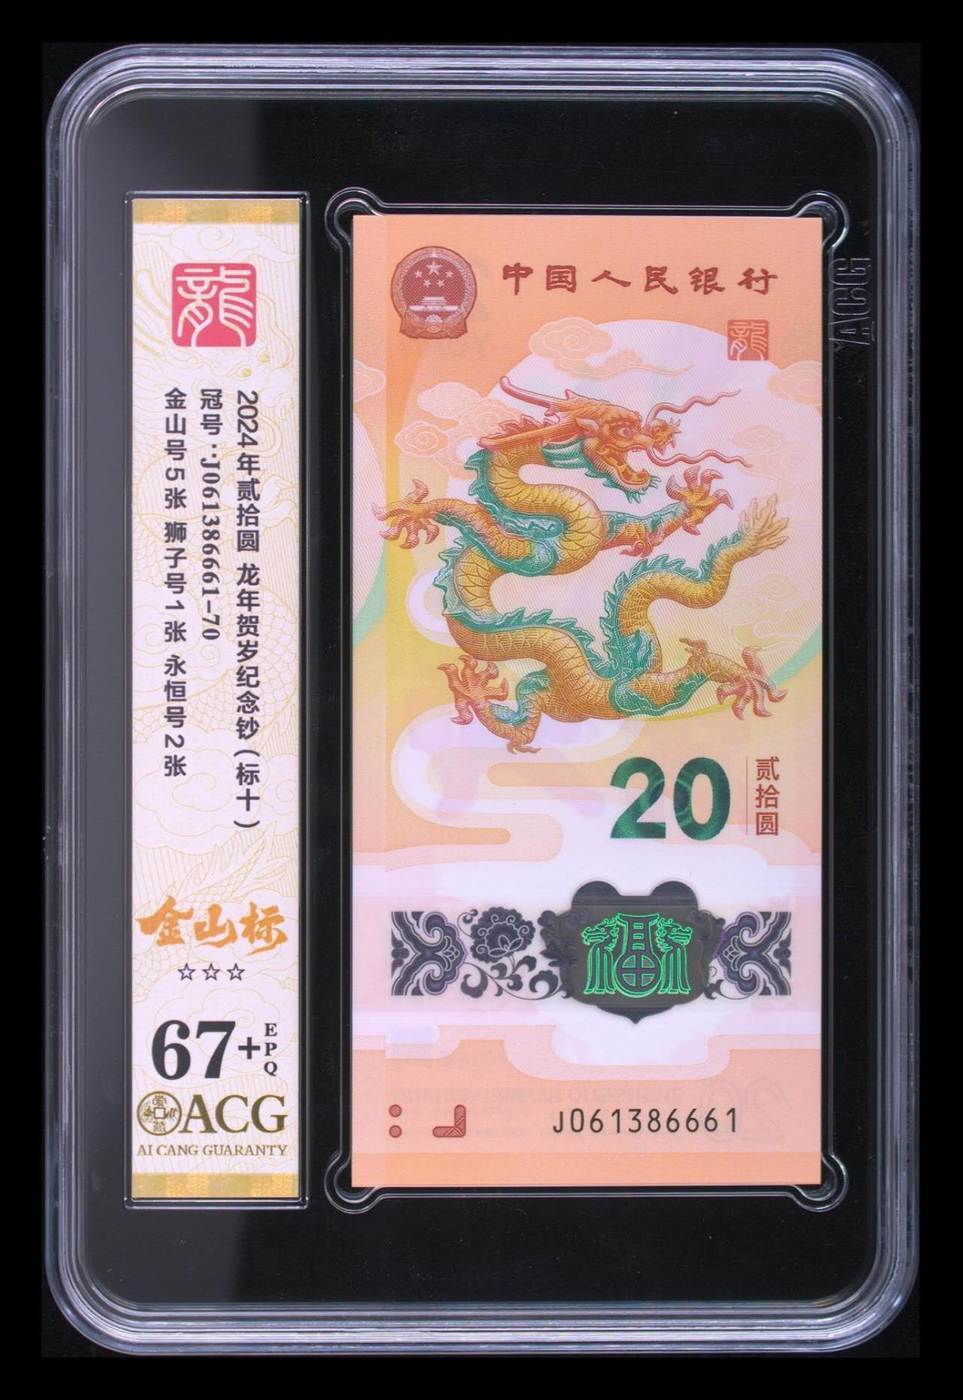 龍
2024年贰拾圆 龙年贺岁纪念钞(标十)
冠号:J061386661-70
金山号5张 狮子号1张 永恒号2张
金山标
☆☆☆
67+EPQ
ACG
AI CANG GUARANTY
中国人民银行
龍
20
贰拾圆
福
J061386661
ACG